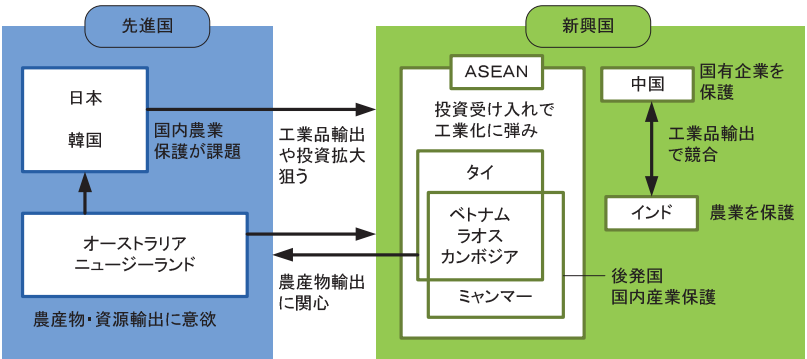 先進国
日本
韓国
国内農業
保護が課題
オーストラリア
ニュージーランド
農産物・資源輸出に意欲
工業品輸出
や投資拡大
狙う
農産物輸出
に関心
新興国
ASEAN
投資受け入れで
工業化に弾み
タイ
ベトナム
ラオス
カンボジア
ミャンマー
後発国
国内産業保護
中国
国有企業を
保護
工業品輸出
で競合
インド
農業を保護